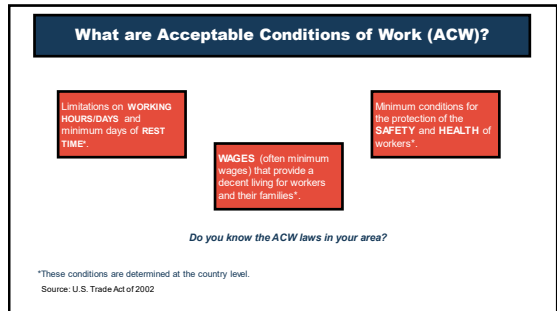 What are Acceptable Conditions of Work (ACW)?
Limitations on WORKING
HOURS/DAYS and
minimum days of REST
TIME*.
WAGES (often minimum
wages) that provide a
decent living for workers
and their families*.
Minimum conditions for
the protection of the
SAFETY and HEALTH of
workers*.
Do you know the ACW laws in your area?
*These conditions are determined at the country level.
Source: U.S. Trade Act of 2002